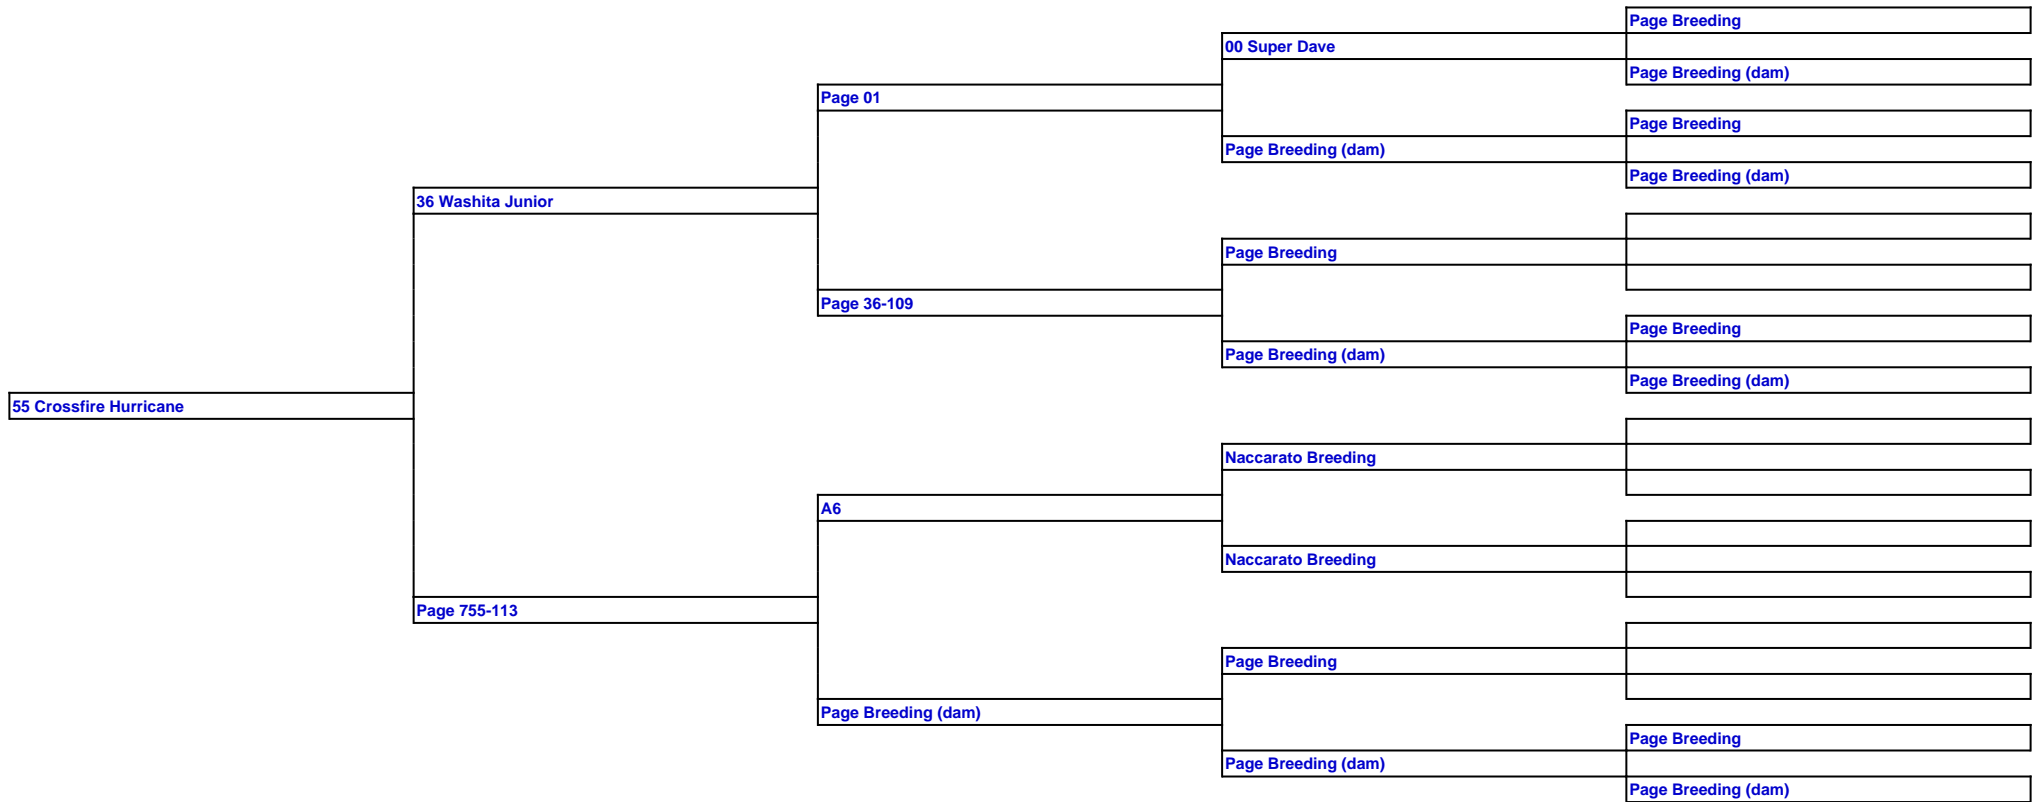 Page Breeding
00 Super Dave
Page Breeding (dam)
Page 01
Page Breeding
Page Breeding (dam)
Page Breeding (dam)
36 Washita Junior
Page Breeding
Page 36-109
Page Breeding
Page Breeding (dam)
Page Breeding (dam)
55 Crossfire Hurricane
Naccarato Breeding
A6
Naccarato Breeding
Page 755-113
Page Breeding
Page Breeding (dam)
Page Breeding
Page Breeding (dam)
Page Breeding (dam)